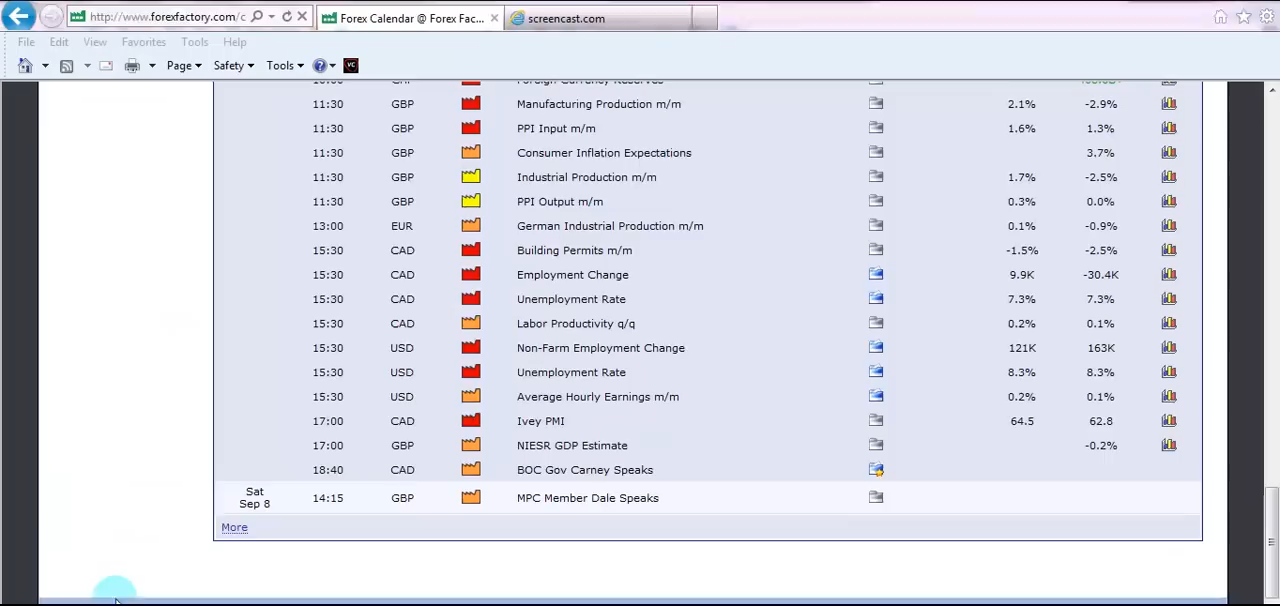 http://www.forexfactory.com/c
Forex Calendar @ Forex Fac...
screencast.com
File Edit View Favorites Tools Help
Page Safety Tools VC
Foreign Currency Reserves
11:30 GBP Manufacturing Production m/m 2.1% -2.9%
11:30 GBP PPI Input m/m 1.6% 1.3%
11:30 GBP Consumer Inflation Expectations 3.7%
11:30 GBP Industrial Production m/m 1.7% -2.5%
11:30 GBP PPI Output m/m 0.3% 0.0%
13:00 EUR German Industrial Production m/m 0.1% -0.9%
15:30 CAD Building Permits m/m -1.5% -2.5%
15:30 CAD Employment Change 9.9K -30.4K
15:30 CAD Unemployment Rate 7.3% 7.3%
15:30 CAD Labor Productivity q/q 0.2% 0.1%
15:30 USD Non-Farm Employment Change 121K 163K
15:30 USD Unemployment Rate 8.3% 8.3%
15:30 USD Average Hourly Earnings m/m 0.2% 0.1%
17:00 CAD Ivey PMI 64.5 62.8
17:00 GBP NIESR GDP Estimate -0.2%
18:40 CAD BOC Gov Carney Speaks
Sat
Sep 8 14:15 GBP MPC Member Dale Speaks
More